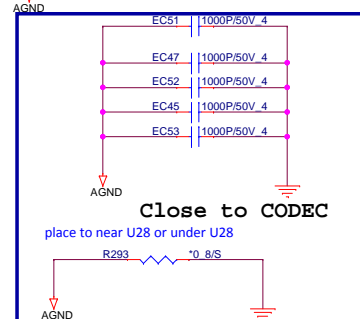 AGND
EC51 1000P/50V_4
EC47 1000P/50V_4
EC52 1000P/50V_4
EC45 1000P/50V_4
EC53 1000P/50V_4
AGND
Close to CODEC
place to near U28 or under U28
R293 *0_8/S
AGND